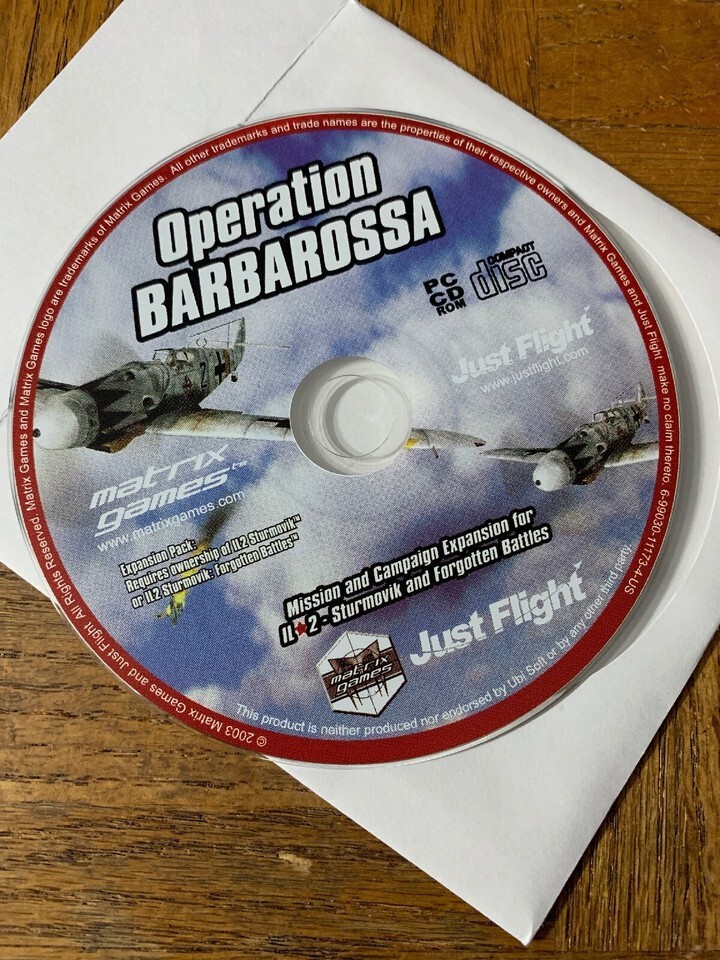 Operation
BARBAROSSA
PC
CD
ROM
COMPACT
disc
Just Flight
www.justflight.com
matrix
games™
www.matrixgames.com
Expansion Pack:
Requires ownership of IL2 Sturmovik™
or IL2 Sturmovik: Forgotten Battles™
Mission and Campaign Expansion for
IL★2 - Sturmovik and Forgotten Battles
matrix
games
Just Flight
© 2003 Matrix Games and Just Flight All Rights Reserved. Matrix Games and Matrix Games logo are trademarks of Matrix Games. All other trademarks and trade names are the properties of their respective owners and Matrix Games and Just Flight make no claim thereto. 6-99030-11173-4-US
This product is neither produced nor endorsed by Ubi Soft or by any other third party.